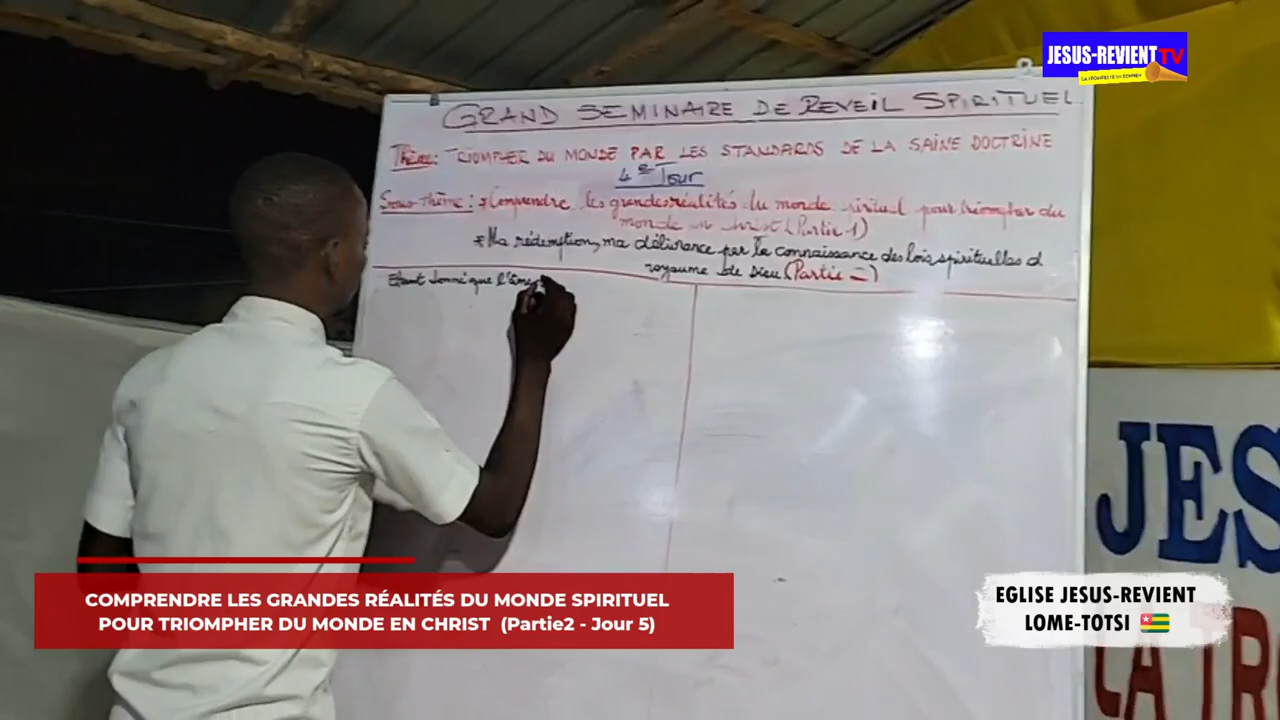 JESUS-REVIENT TV
GRAND SEMINAIRE DE REVEIL SPIRITUEL
Thème: TRIOMPHER DU MONDE PAR LES STANDARDS DE LA SAINE DOCTRINE
4e Jour
Sous-Thème: *Comprendre les grandes réalités du monde spirituel pour triompher du
monde en christ (Partie 1)
*Ma rédemption, ma délivrance par la connaissance des lois spirituelles d
royaume de Dieu (Partie
Etant donné que l'âme
JES
LA TR
COMPRENDRE LES GRANDES RÉALITÉS DU MONDE SPIRITUEL
POUR TRIOMPHER DU MONDE EN CHRIST (Partie2 - Jour 5)
EGLISE JESUS-REVIENT
LOME-TOTSI